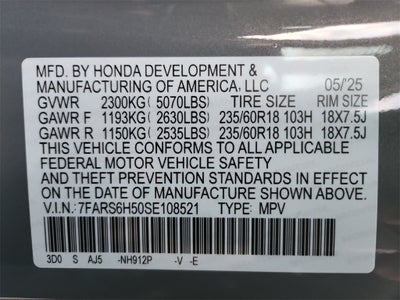 MFD. BY HONDA DEVELOPMENT &
MANUFACTURING OF AMERICA, LLC 05/'25
GVWR 2300KG( 5070LBS) TIRE SIZE RIM SIZE
GAWR F 1193KG( 2630LBS) 235/60R18 103H 18X7.5J
GAWR R 1150KG( 2535LBS) 235/60R18 103H 18X7.5J
THIS VEHICLE CONFORMS TO ALL APPLICABLE
FEDERAL MOTOR VEHICLE SAFETY
AND THEFT PREVENTION STANDARDS IN EFFECT
ON THE DATE OF MANUFACTURE SHOWN ABOVE.
V.I.N.:7FARS6H50SE108521 TYPE: MPV
3D0 S AJ5 -NH912P -V -E